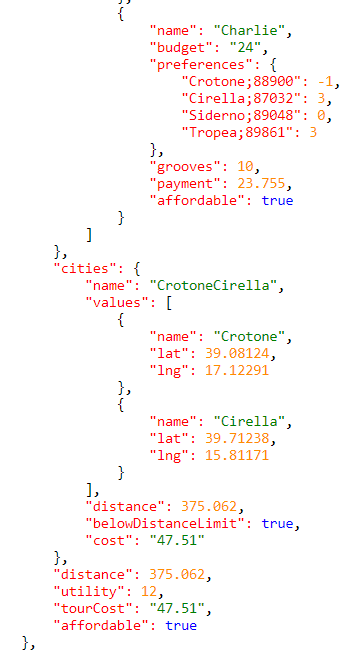 },
{
"name": "Charlie",
"budget": "24",
"preferences": {
"Crotone;88900": -1,
"Cirella;87032": 3,
"Siderno;89048": 0,
"Tropea;89861": 3
},
"grooves": 10,
"payment": 23.755,
"affordable": true
}
]
},
"cities": {
"name": "CrotoneCirella",
"values": [
{
"name": "Crotone",
"lat": 39.08124,
"lng": 17.12291
},
{
"name": "Cirella",
"lat": 39.71238,
"lng": 15.81171
}
],
"distance": 375.062,
"belowDistanceLimit": true,
"cost": "47.51"
},
"distance": 375.062,
"utility": 12,
"tourCost": "47.51",
"affordable": true
},